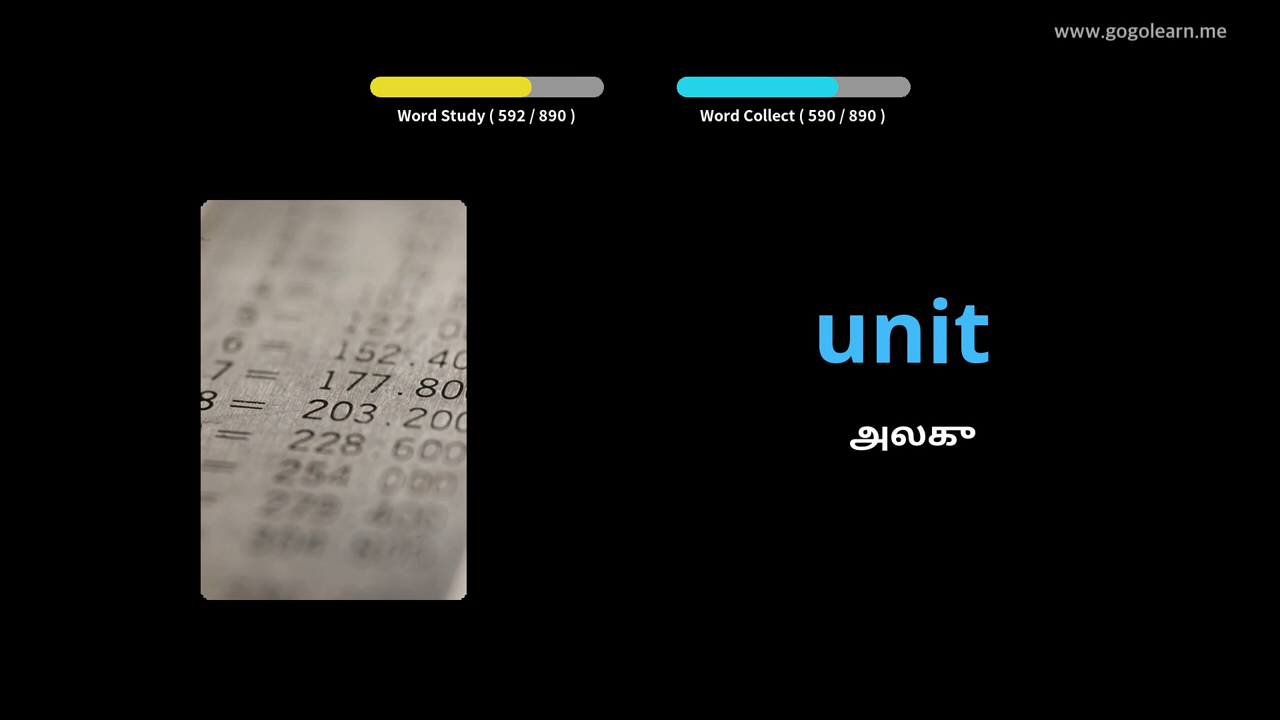 www.gogolearn.me
Word Study ( 592 / 890 )
Word Collect ( 590 / 890 )
6 =
152.40
7 =
177.80
8 =
203.200
=
228.600
254 000
unit
அலகு